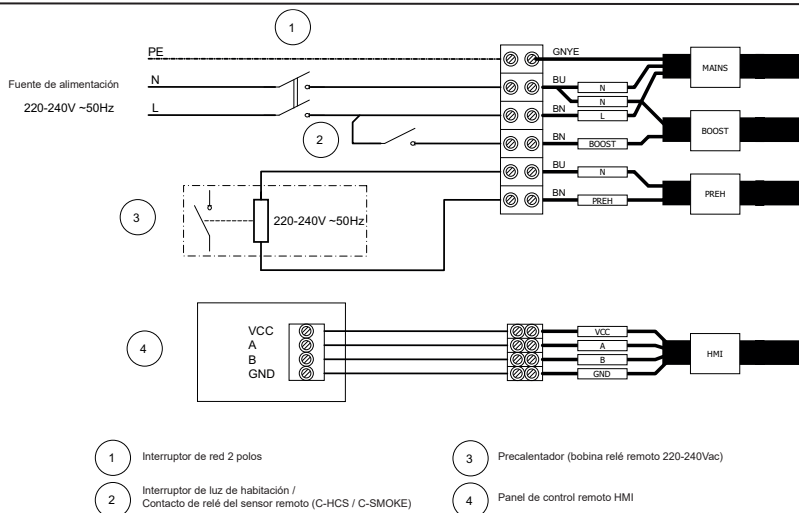 1
PE
GNYE
MAINS
Fuente de alimentación
N
BU
N
220-240V ~50Hz
N
L
BN
L
2
BOOST
BN
BOOST
BU
N
3
220-240V ~50Hz
PREH
BN
PREH
4
VCC
VCC
A
A
B
B
HMI
GND
GND
1
Interruptor de red 2 polos
3
Precalentador (bobina relé remoto 220-240Vac)
2
Interruptor de luz de habitación /
Contacto de relé del sensor remoto (C-HCS / C-SMOKE)
4
Panel de control remoto HMI